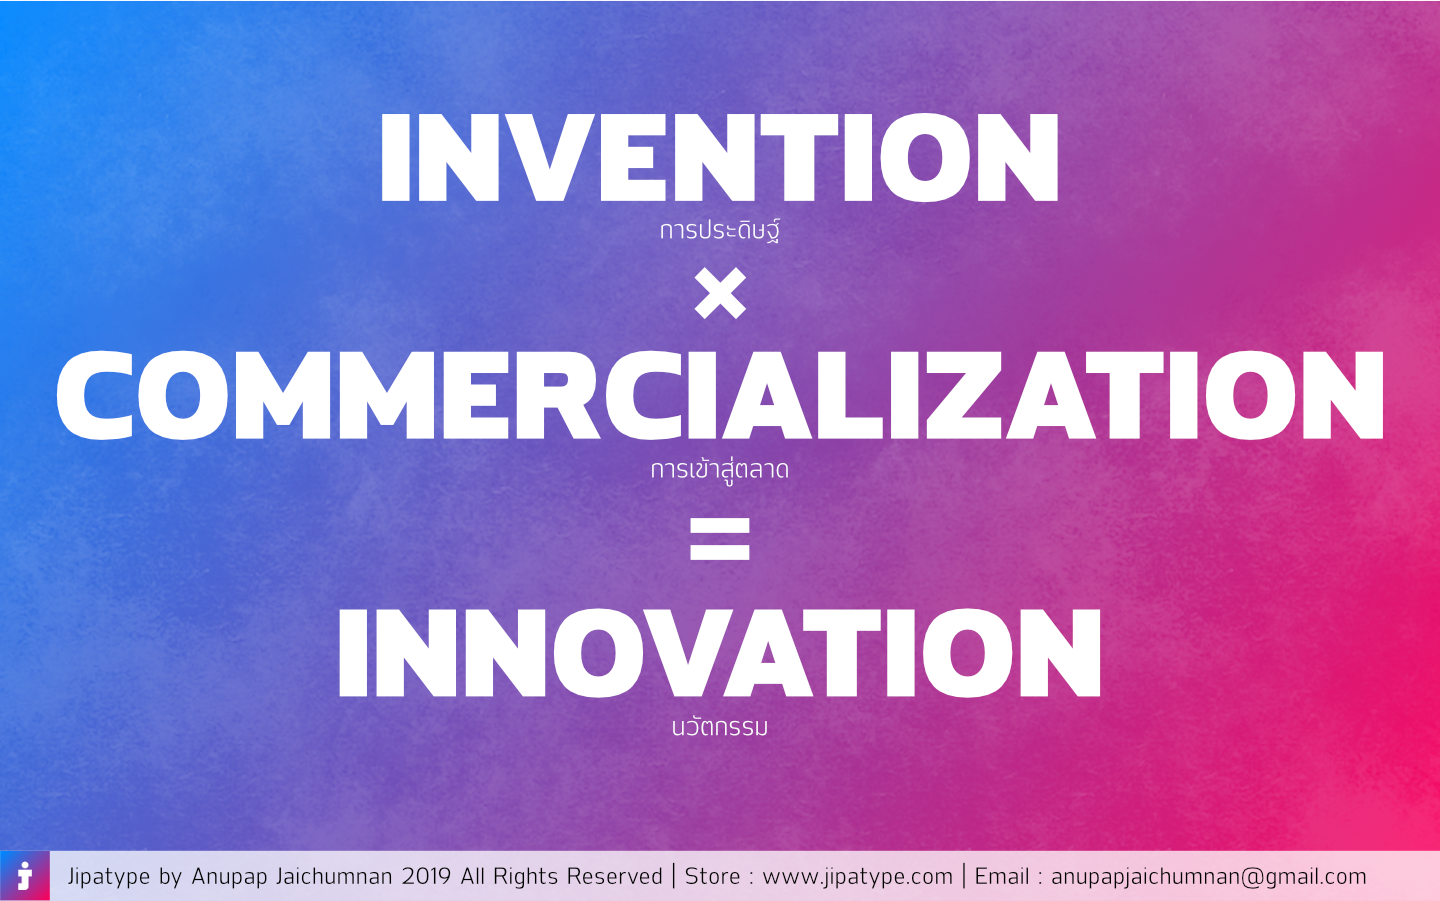 INVENTION
การประดิษฐ์
×
COMMERCIALIZATION
การเข้าสู่ตลาด
=
INNOVATION
นวัตกรรม
Jipatype by Anupap Jaichumnan 2019 All Rights Reserved | Store : www.jipatype.com | Email : anupapjaichumnan@gmail.com